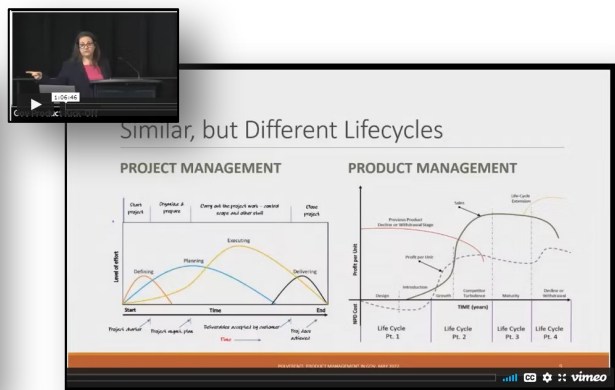 1:06:46
Similar, but Different Lifecycles
PROJECT MANAGEMENT
PRODUCT MANAGEMENT
Start project
Organize & prepare
Carry out the project work - control scope and other stuff
Close project
Level of effort
Defining
Planning
Executing
Delivering
Start
Time
End
Project charter
Project mgmt. plan
Deliverables accepted by customer
Proj. docs achieved
Time
Sales
Life Cycle
Extension
Previous Product
Decline or Withdrawal Stage
Profit per Unit
Profit per Unit
Introduction
Design
Growth
Competitive
Turbulence
Maturity
Decline or
Withdrawal
NPD Cost
TIME (years)
Life Cycle
Pt. 1
Life Cycle
Pt. 2
Life Cycle
Pt. 3
Life Cycle
Pt. 4
CC
vimeo